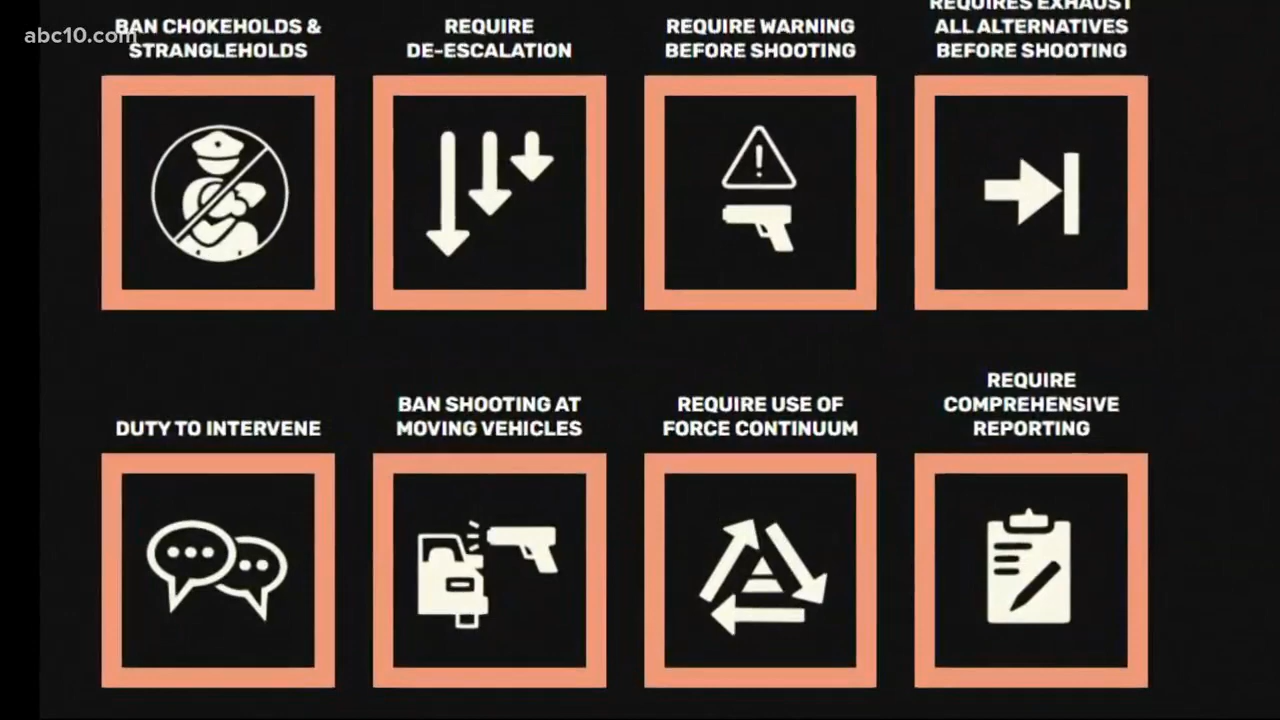 abc10.com
BAN CHOKEHOLDS &
STRANGLEHOLDS
REQUIRE
DE-ESCALATION
REQUIRE WARNING
BEFORE SHOOTING
REQUIRES EXHAUST
ALL ALTERNATIVES
BEFORE SHOOTING
DUTY TO INTERVENE
BAN SHOOTING AT
MOVING VEHICLES
REQUIRE USE OF
FORCE CONTINUUM
REQUIRE
COMPREHENSIVE
REPORTING